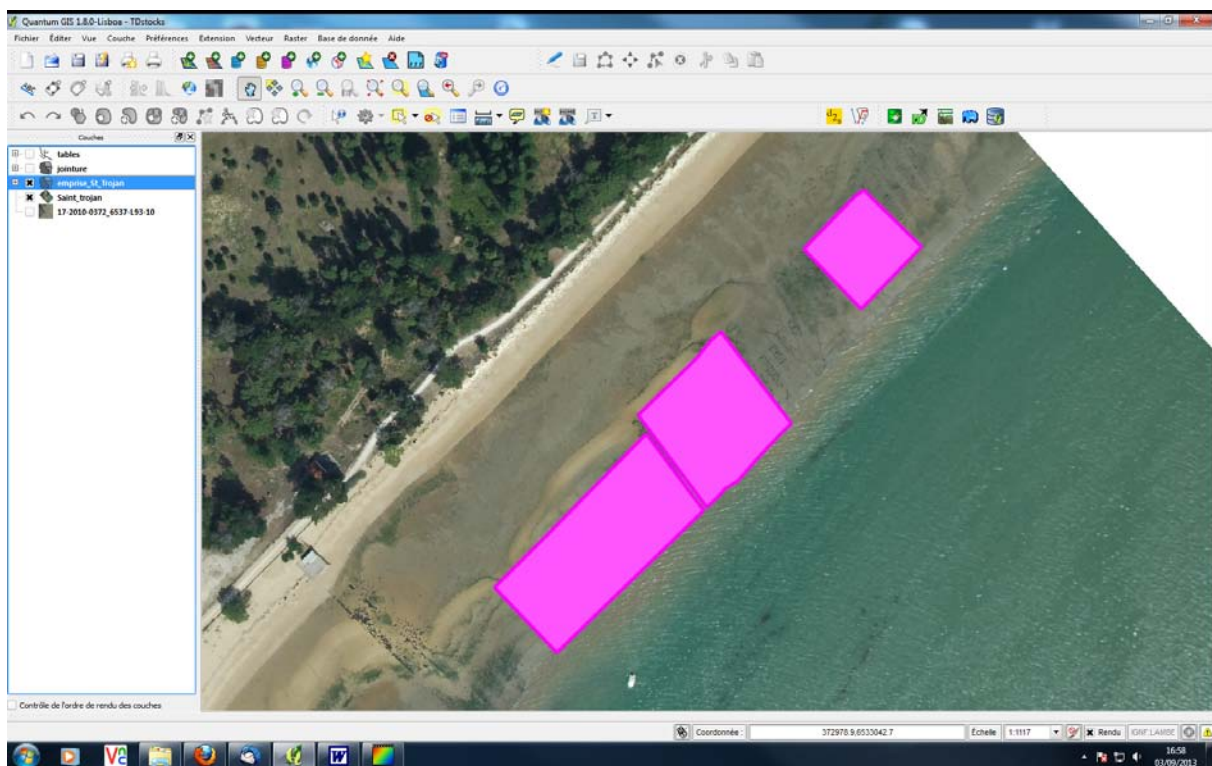 Quantum GIS 1.8.0-Lisboa - TDstocks
Fichier Éditer Vue Couche Préférences Extension Vecteur Raster Base de donnée Aide
Couches
tables
jointure
emprise_St_Trojan
Saint_trojan
17-2010-0372_6537-L93-10
Contrôle de l'ordre de rendu des couches
Coordonnée : 372978.9,6533042.7 Échelle 1:1117 Rendu IGNF:LAMBE
16:58
03/09/2013